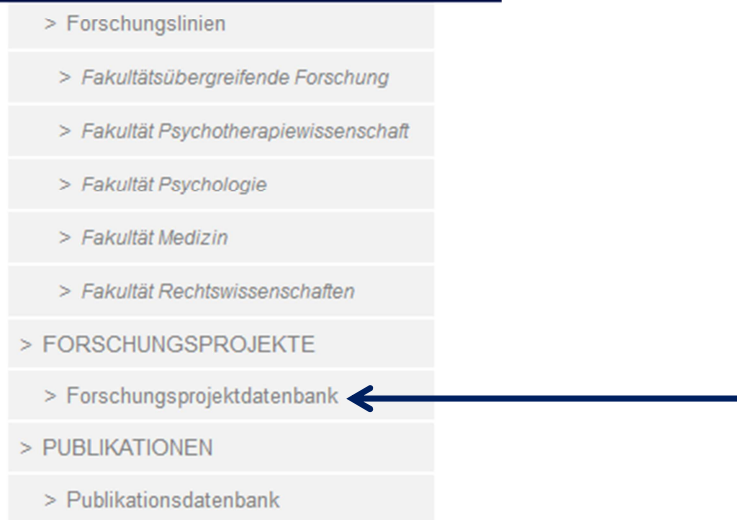 > Forschungslinien
> Fakultätsübergreifende Forschung
> Fakultät Psychotherapiewissenschaft
> Fakultät Psychologie
> Fakultät Medizin
> Fakultät Rechtswissenschaften
> FORSCHUNGSPROJEKTE
> Forschungsprojektdatenbank
> PUBLIKATIONEN
> Publikationsdatenbank